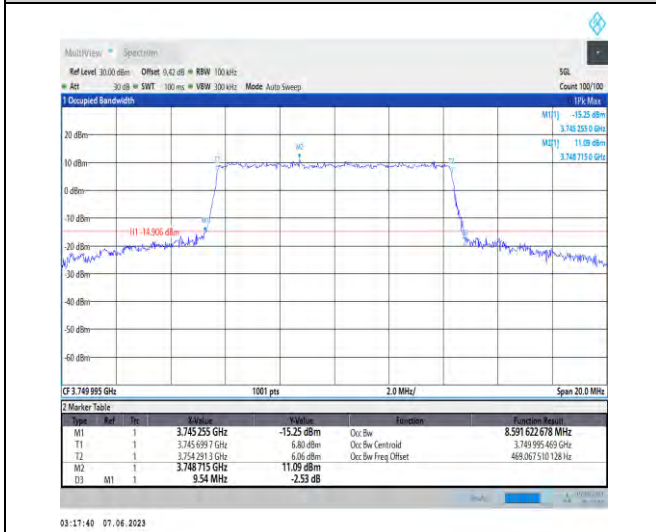 MultiView Spectrum
Ref Level 30.00 dBm Offset 9.42 dB RBW 100 kHz SGL
Att 30 dB SWT 100 ms VBW 300 kHz Mode Auto Sweep Count 100/100
1 Occupied Bandwidth 1Pk Max
M1[1] -15.25 dBm
3.745 255 0 GHz
M2[1] 11.09 dBm
3.748 715 0 GHz
20 dBm
M2
T1 T2
10 dBm
0 dBm
-10 dBm
M1
H1 -14.906 dBm
-20 dBm
-30 dBm
-40 dBm
-50 dBm
-60 dBm
CF 3.749 995 GHz 1001 pts 2.0 MHz/ Span 20.0 MHz
2 Marker Table
Type Ref Trc X-Value Y-Value Function Function Result
M1 1 3.745 255 GHz -15.25 dBm Occ Bw 8.591 622 678 MHz
T1 1 3.745 699 7 GHz 6.80 dBm Occ Bw Centroid 3.749 995 469 GHz
T2 1 3.754 291 3 GHz 6.06 dBm Occ Bw Freq Offset 469.067 510 128 Hz
M2 1 3.748 715 GHz 11.09 dBm
D3 M1 1 9.54 MHz -2.53 dB
03:17:40 07.06.2023